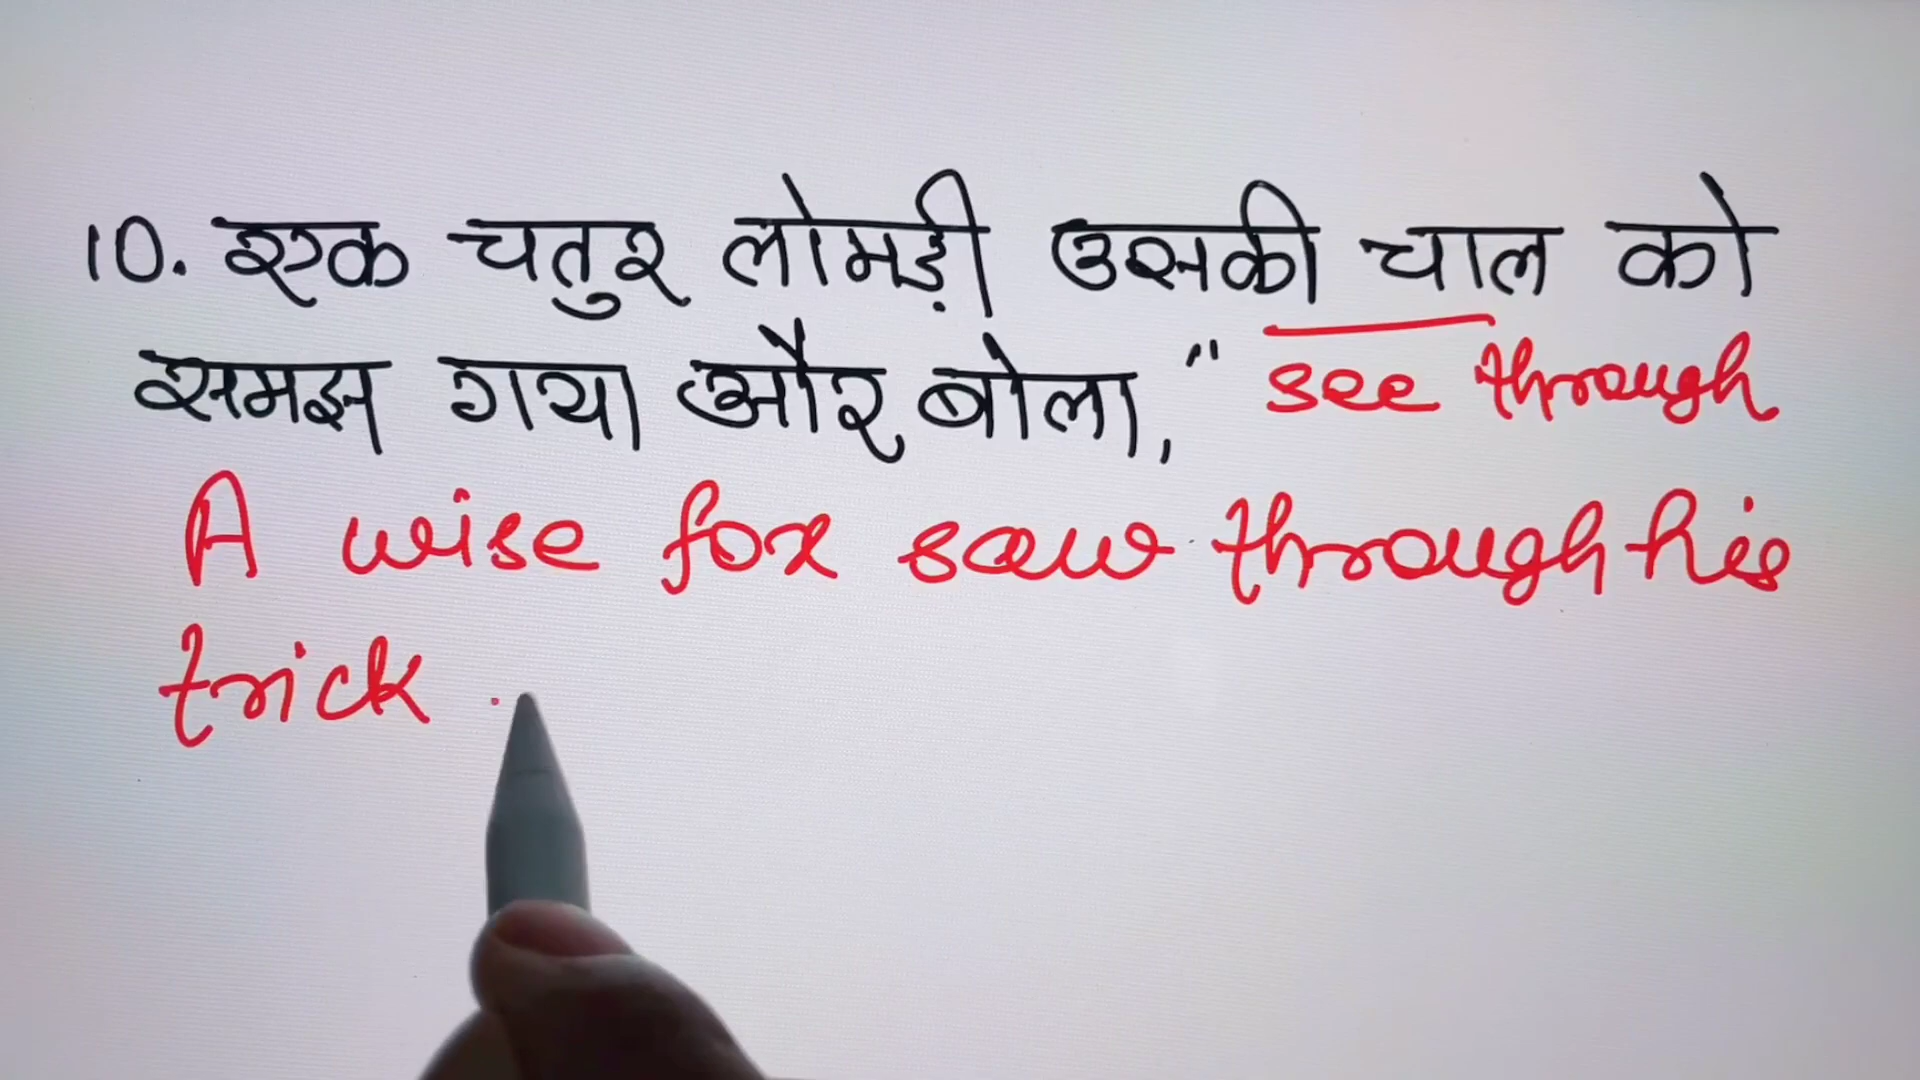 10. एक चतुर लोमड़ी उसकी चाल को
समझ गया और बोला, " see through
A wise fox saw through his
trick .